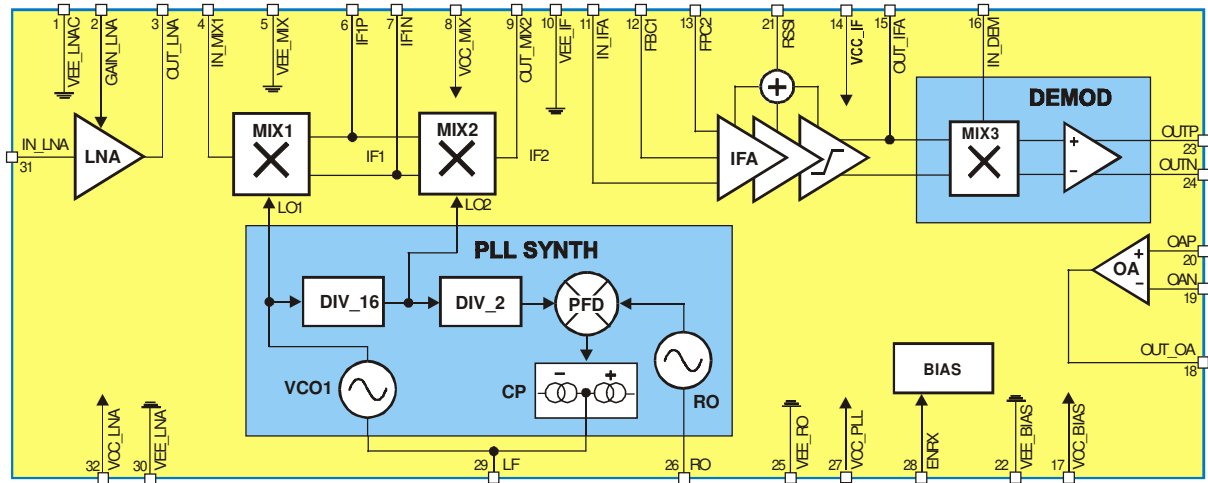 1 2 3 4 5 6 7 8 9 10 11 12 13 21 14 15 16
VEE_LNAC
GAIN_LNA
OUT_LNA
IN_MIX1
VEE_MIX
IF1P
IF1N
VCC_MIX
OUT_MIX2
VEE_IF
IN_IFA
FBC1
FPC2
RSSI
VCC_IF
OUT_IFA
IN_DEM
DEMOD
IN_LNA
31
LNA
MIX1
MIX2
IF1
IF2
LO1
LO2
IFA
MIX3
+
−
OUTP
23
OUTN
24
PLL SYNTH
DIV_16
DIV_2
PFD
VCO1
CP
− +
RO
OA
+
−
OAP
20
OAN
19
OUT_OA
18
BIAS
32 VCC_LNA
30 VEE_LNA
29 LF
26 RO
25 VEE_RO
27 VCC_PLL
28 ENRX
22 VEE_BIAS
17 VCC_BIAS